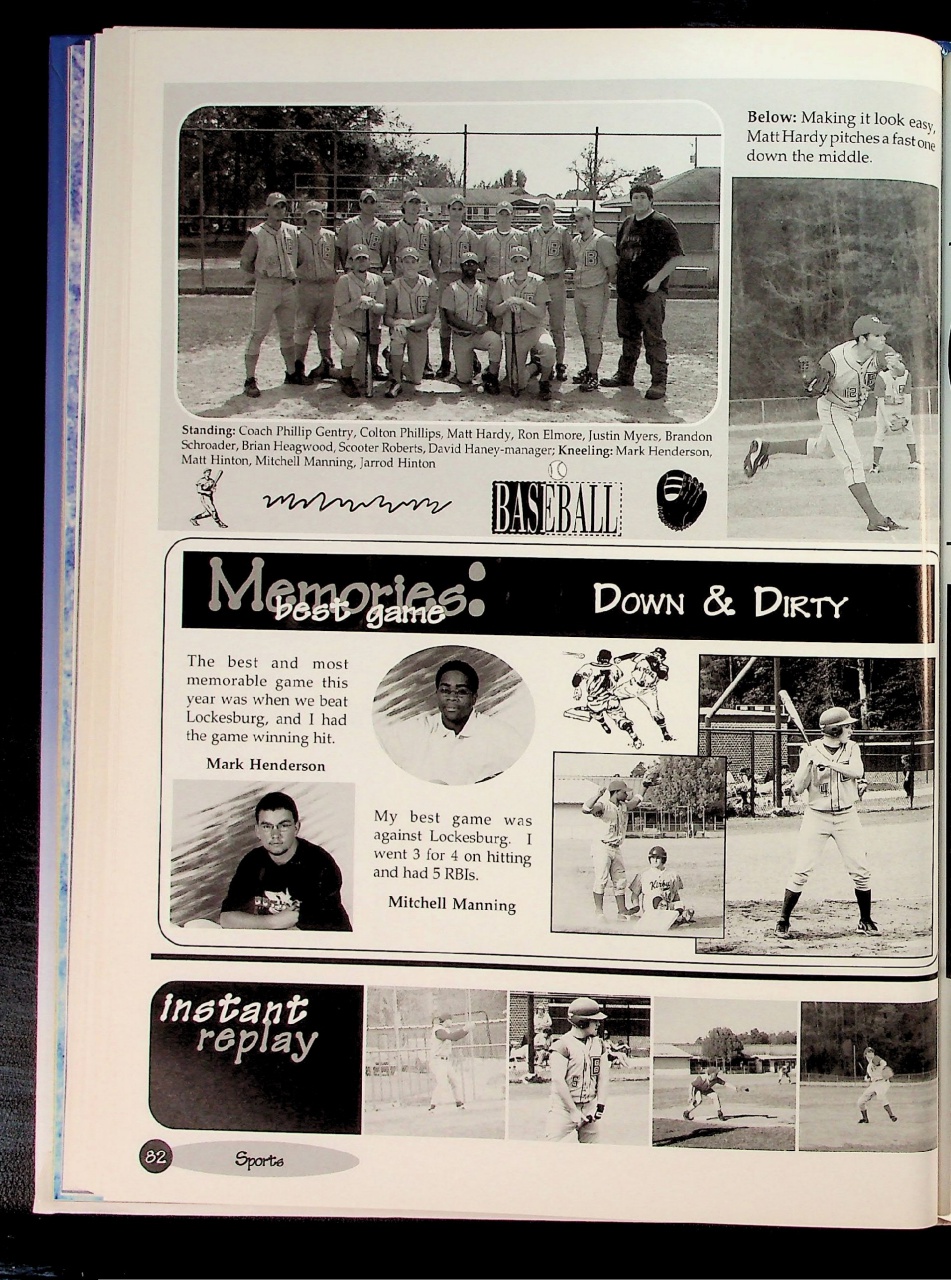 Below: Making it look easy,
Matt Hardy pitches a fast one
down the middle.
Standing: Coach Phillip Gentry, Colton Phillips, Matt Hardy, Ron Elmore, Justin Myers, Brandon
Schroader, Brian Heagwood, Scooter Roberts, David Haney-manager; Kneeling: Mark Henderson,
Matt Hinton, Mitchell Manning, Jarrod Hinton
BASEBALL
Memories:
best game
DOWN & DIRTY
The best and most
memorable game this
year was when we beat
Lockesburg, and I had
the game winning hit.
Mark Henderson
My best game was
against Lockesburg. I
went 3 for 4 on hitting
and had 5 RBIs.
Mitchell Manning
instant
replay
82
Sports